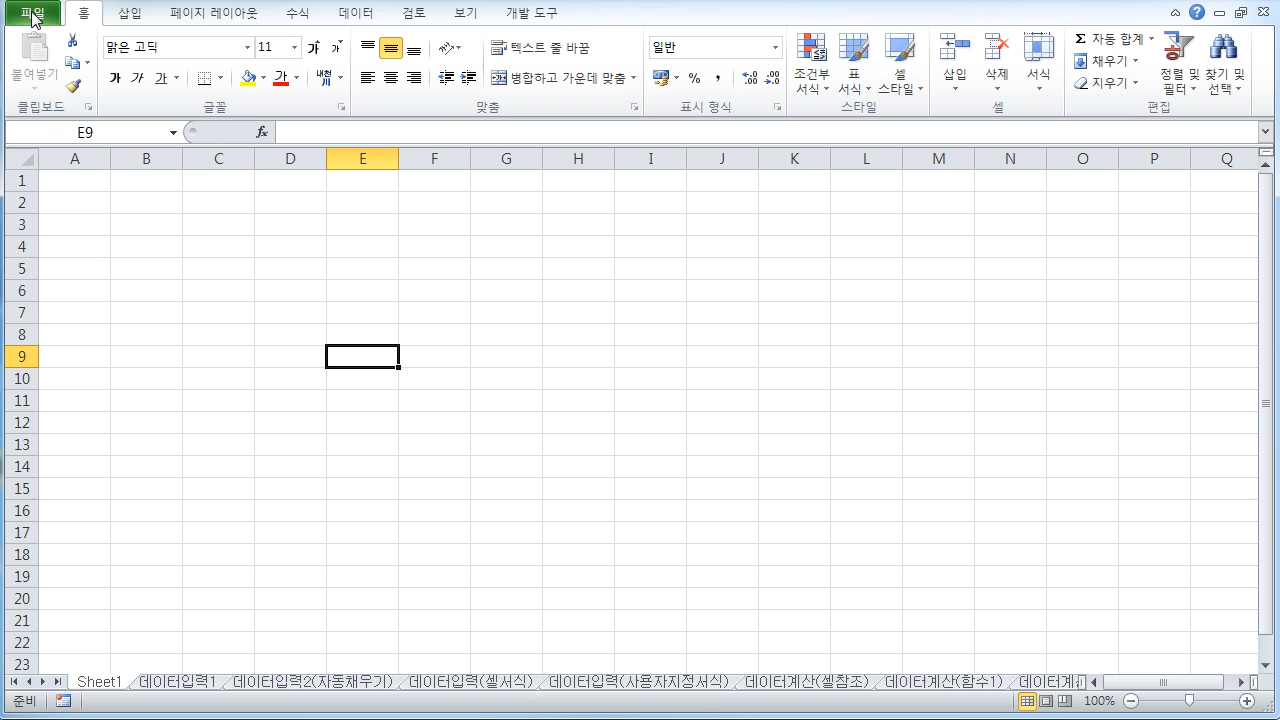 파일 홈 삽입 페이지 레이아웃 수식 데이터 검토 보기 개발 도구
맑은 고딕 11 가 가 텍스트 줄 바꿈 일반 Σ 자동 합계
붙여넣기 조건부 서식 표 서식 셀 스타일 삽입 삭제 서식 채우기 정렬 및 필터 찾기 및 선택
가 가 가 가 내천 병합하고 가운데 맞춤 % , 지우기
클립보드 글꼴 맞춤 표시 형식 스타일 셀 편집
E9 fx
A B C D E F G H I J K L M N O P Q
1
2
3
4
5
6
7
8
9
10
11
12
13
14
15
16
17
18
19
20
21
22
23
Sheet1 데이터입력1 데이터입력2(자동채우기) 데이터입력(셀서식) 데이터입력(사용자지정서식) 데이터계산(셀참조) 데이터계산(함수1)
준비 100%